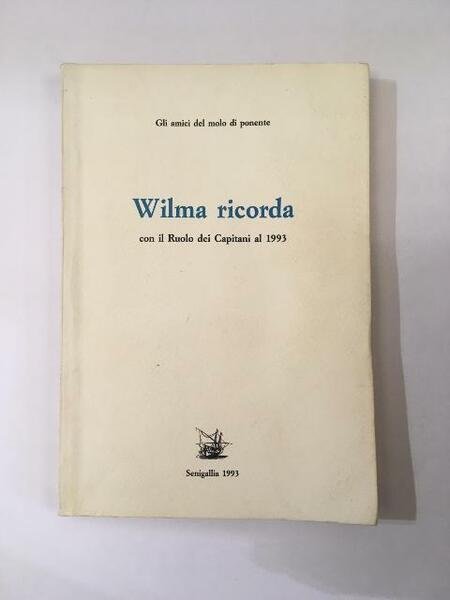 Gli amici del molo di ponente
Wilma ricorda
con il Ruolo dei Capitani al 1993
Senigallia 1993